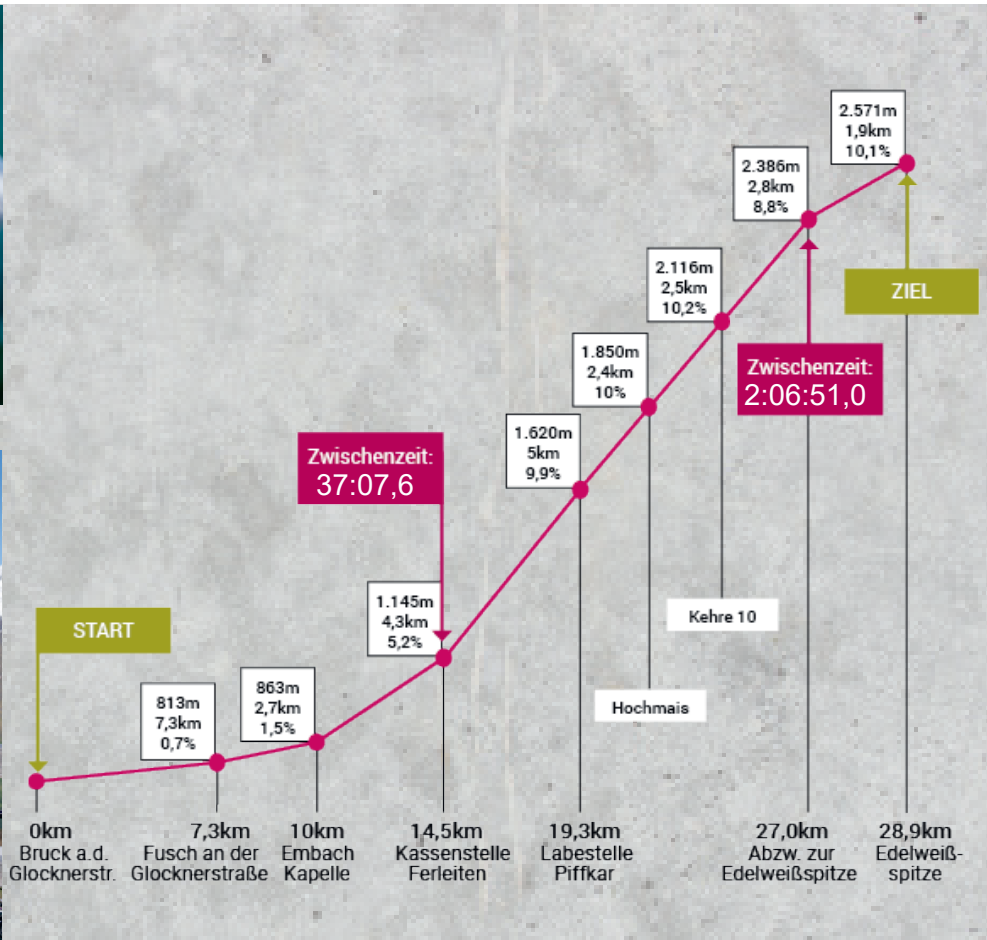 2.571m
1,9km
10,1%
2.386m
2,8km
8,8%
2.116m
2,5km
10,2%
ZIEL
1.850m
2,4km
10%
Zwischenzeit:
2:06:51,0
1.620m
5km
9,9%
Zwischenzeit:
37:07,6
1.145m
4,3km
5,2%
START
Kehre 10
863m
2,7km
1,5%
813m
7,3km
0,7%
Hochmais
0km
Bruck a.d.
Glocknerstr.
7,3km
Fusch an der
Glocknerstraße
10km
Embach
Kapelle
14,5km
Kassenstelle
Ferleiten
19,3km
Labestelle
Piffkar
27,0km
Abzw. zur
Edelweißspitze
28,9km
Edelweiß-
spitze